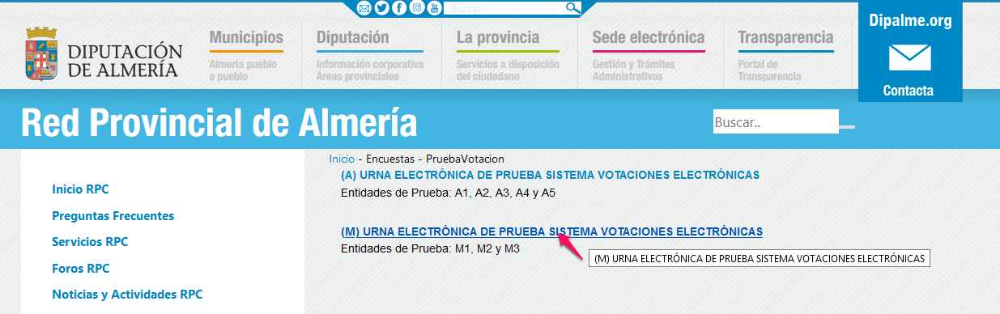 Buscar
DIPUTACIÓN
DE ALMERÍA
Municipios
Almería pueblo
a pueblo
Diputación
Información corporativa
Áreas provinciales
La provincia
Servicios a disposición
del ciudadano
Sede electrónica
Gestión y Trámites
Administrativos
Transparencia
Portal de
Transparencia
Dipalme.org
Contacta
Red Provincial de Almería
Buscar..
Inicio RPC
Preguntas Frecuentes
Servicios RPC
Foros RPC
Noticias y Actividades RPC
Inicio - Encuestas - PruebaVotacion
(A) URNA ELECTRÓNICA DE PRUEBA SISTEMA VOTACIONES ELECTRÓNICAS
Entidades de Prueba: A1, A2, A3, A4 y A5
(M) URNA ELECTRÓNICA DE PRUEBA SISTEMA VOTACIONES ELECTRÓNICAS
Entidades de Prueba: M1, M2 y M3
(M) URNA ELECTRÓNICA DE PRUEBA SISTEMA VOTACIONES ELECTRÓNICAS